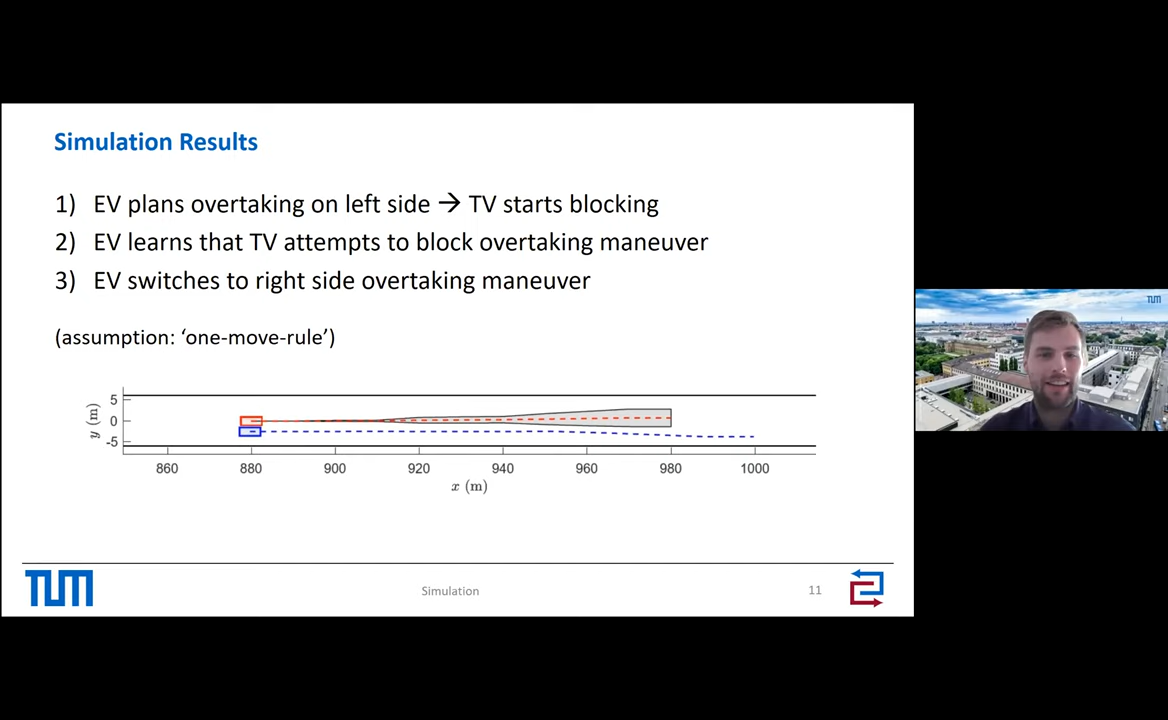 Simulation Results
1) EV plans overtaking on left side → TV starts blocking
2) EV learns that TV attempts to block overtaking maneuver
3) EV switches to right side overtaking maneuver
(assumption: ‘one-move-rule’)
y (m)
5
0
-5
860 880 900 920 940 960 980 1000
x (m)
TUM
Simulation
11
TUM